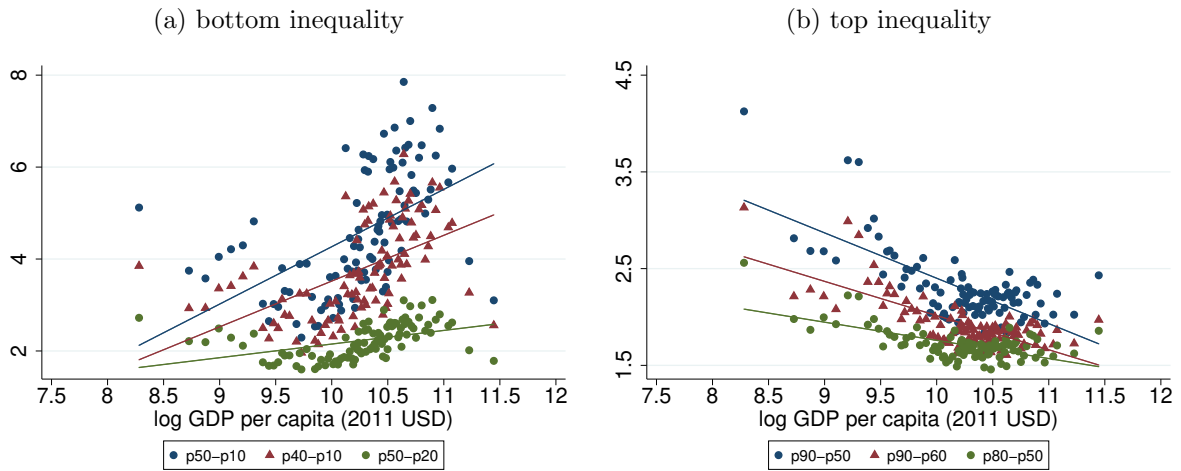 (a) bottom inequality
8
6
4
2
7.5 8 8.5 9 9.5 10 10.5 11 11.5 12
log GDP per capita (2011 USD)
p50−p10 p40−p10 p50−p20
(b) top inequality
4.5
3.5
2.5
1.5
7.5 8 8.5 9 9.5 10 10.5 11 11.5 12
log GDP per capita (2011 USD)
p90−p50 p90−p60 p80−p50